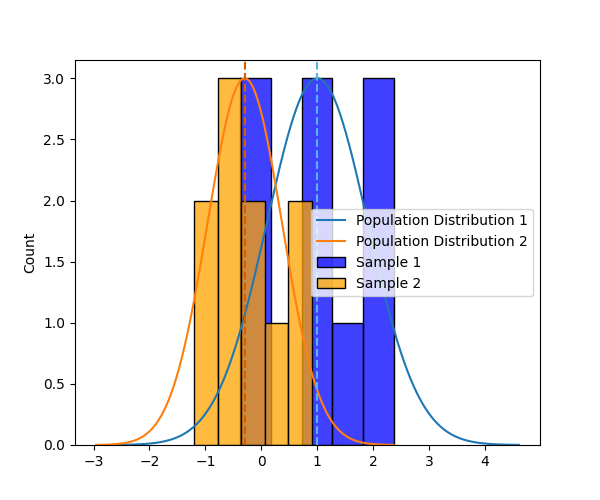 3.0
2.5
2.0
1.5
1.0
0.5
0.0
Count
Population Distribution 1
Population Distribution 2
Sample 1
Sample 2
−3 −2 −1 0 1 2 3 4